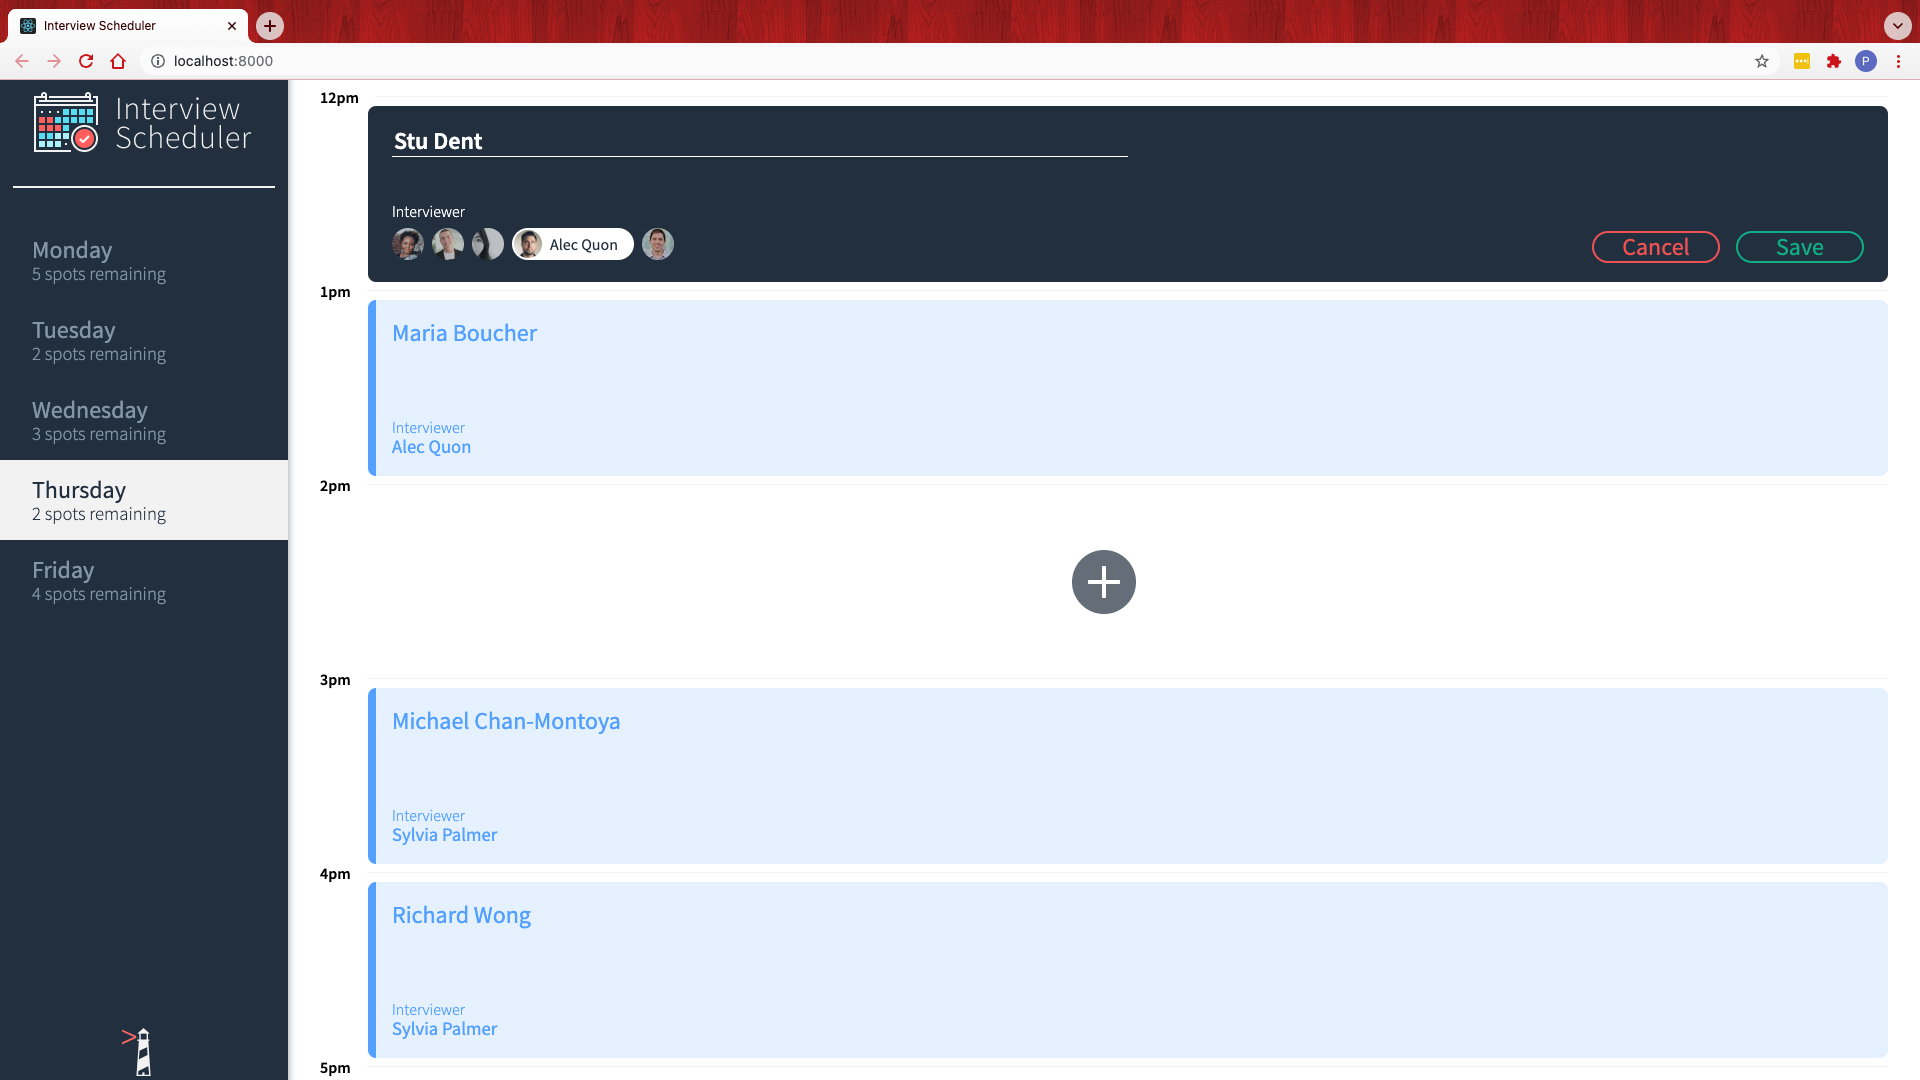 Interview Scheduler
localhost:8000
P
Interview
Scheduler
Monday
5 spots remaining
Tuesday
2 spots remaining
Wednesday
3 spots remaining
Thursday
2 spots remaining
Friday
4 spots remaining
12pm
Stu Dent
Interviewer
Alec Quon
Cancel
Save
1pm
Maria Boucher
Interviewer
Alec Quon
2pm
3pm
Michael Chan-Montoya
Interviewer
Sylvia Palmer
4pm
Richard Wong
Interviewer
Sylvia Palmer
5pm